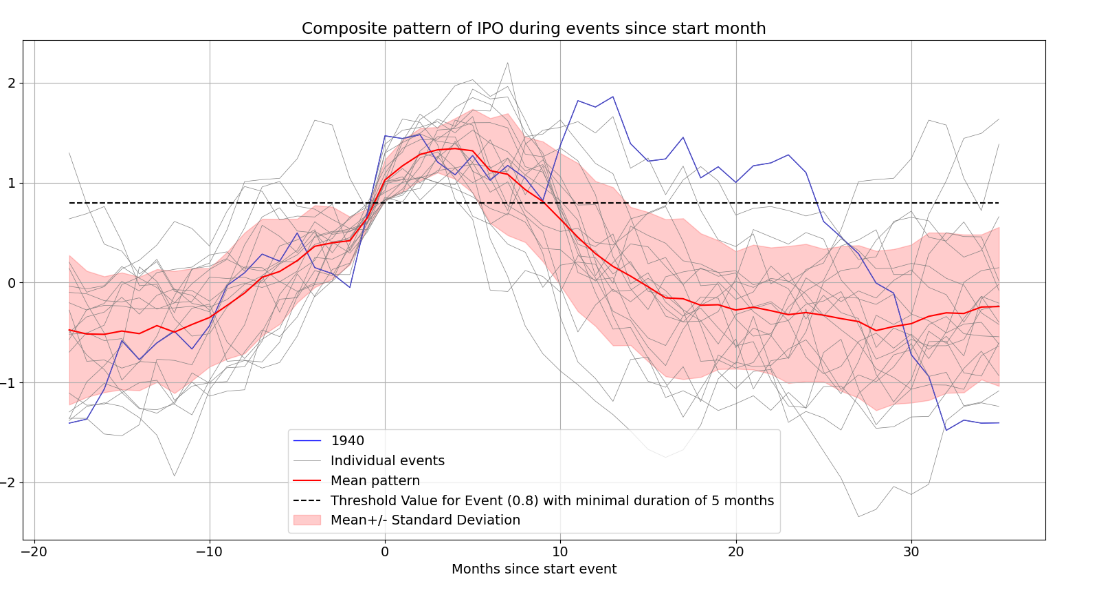 Composite pattern of IPO during events since start month
2
1
0
−1
−2
−20
−10
0
10
20
30
Months since start event
1940
Individual events
Mean pattern
Threshold Value for Event (0.8) with minimal duration of 5 months
Mean+/- Standard Deviation